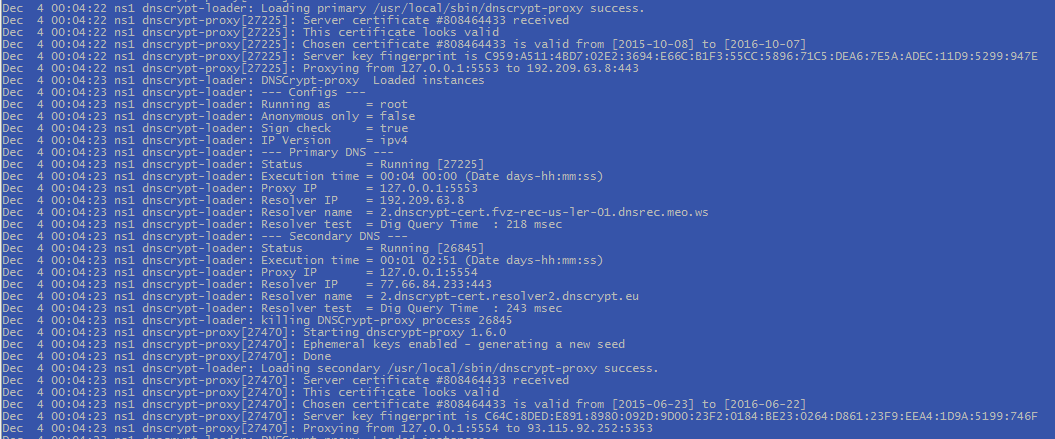 Dec  4 00:04:22 ns1 dnscrypt-loader: Loading primary /usr/local/sbin/dnscrypt-proxy success.
Dec  4 00:04:22 ns1 dnscrypt-proxy[27225]: Server certificate #808464433 received
Dec  4 00:04:22 ns1 dnscrypt-proxy[27225]: This certificate looks valid
Dec  4 00:04:22 ns1 dnscrypt-proxy[27225]: Chosen certificate #808464433 is valid from [2015-10-08] to [2016-10-07]
Dec  4 00:04:22 ns1 dnscrypt-proxy[27225]: Server key fingerprint is C959:A511:4BD7:02E2:3694:E66C:B1F3:55CC:5896:71C5:DEA6:7E5A:ADEC:11D9:5299:947E
Dec  4 00:04:22 ns1 dnscrypt-proxy[27225]: Proxying from 127.0.0.1:5553 to 192.209.63.8:443
Dec  4 00:04:23 ns1 dnscrypt-loader: DNSCrypt-proxy  Loaded instances
Dec  4 00:04:23 ns1 dnscrypt-loader: --- Configs ---
Dec  4 00:04:23 ns1 dnscrypt-loader: Running as     = root
Dec  4 00:04:23 ns1 dnscrypt-loader: Anonymous only = false
Dec  4 00:04:23 ns1 dnscrypt-loader: Sign check     = true
Dec  4 00:04:23 ns1 dnscrypt-loader: IP Version     = ipv4
Dec  4 00:04:23 ns1 dnscrypt-loader: --- Primary DNS ---
Dec  4 00:04:23 ns1 dnscrypt-loader: Status         = Running [27225]
Dec  4 00:04:23 ns1 dnscrypt-loader: Execution time = 00:04 00:00 (Date days-hh:mm:ss)
Dec  4 00:04:23 ns1 dnscrypt-loader: Proxy IP       = 127.0.0.1:5553
Dec  4 00:04:23 ns1 dnscrypt-loader: Resolver IP    = 192.209.63.8
Dec  4 00:04:23 ns1 dnscrypt-loader: Resolver name  = 2.dnscrypt-cert.fvz-rec-us-ler-01.dnsrec.meo.ws
Dec  4 00:04:23 ns1 dnscrypt-loader: Resolver test  = Dig Query Time  : 218 msec
Dec  4 00:04:23 ns1 dnscrypt-loader: --- Secondary DNS ---
Dec  4 00:04:23 ns1 dnscrypt-loader: Status         = Running [26845]
Dec  4 00:04:23 ns1 dnscrypt-loader: Execution time = 00:01 02:51 (Date days-hh:mm:ss)
Dec  4 00:04:23 ns1 dnscrypt-loader: Proxy IP       = 127.0.0.1:5554
Dec  4 00:04:23 ns1 dnscrypt-loader: Resolver IP    = 77.66.84.233:443
Dec  4 00:04:23 ns1 dnscrypt-loader: Resolver name  = 2.dnscrypt-cert.resolver2.dnscrypt.eu
Dec  4 00:04:23 ns1 dnscrypt-loader: Resolver test  = Dig Query Time  : 243 msec
Dec  4 00:04:23 ns1 dnscrypt-loader: killing DNSCrypt-proxy process 26845
Dec  4 00:04:23 ns1 dnscrypt-proxy[27470]: Starting dnscrypt-proxy 1.6.0
Dec  4 00:04:23 ns1 dnscrypt-proxy[27470]: Ephemeral keys enabled - generating a new seed
Dec  4 00:04:23 ns1 dnscrypt-proxy[27470]: Done
Dec  4 00:04:23 ns1 dnscrypt-loader: Loading secondary /usr/local/sbin/dnscrypt-proxy success.
Dec  4 00:04:23 ns1 dnscrypt-proxy[27470]: Server certificate #808464433 received
Dec  4 00:04:23 ns1 dnscrypt-proxy[27470]: This certificate looks valid
Dec  4 00:04:23 ns1 dnscrypt-proxy[27470]: Chosen certificate #808464433 is valid from [2015-06-23] to [2016-06-22]
Dec  4 00:04:23 ns1 dnscrypt-proxy[27470]: Server key fingerprint is C64C:8DED:E891:8980:092D:9D00:23F2:0184:BE23:0264:D861:23F9:EEA4:1D9A:5199:746F
Dec  4 00:04:23 ns1 dnscrypt-proxy[27470]: Proxying from 127.0.0.1:5554 to 93.115.92.252:5353
Dec  4 00:04:23 ns1 dnscrypt-loader: DNSCrypt-proxy  Loaded instances